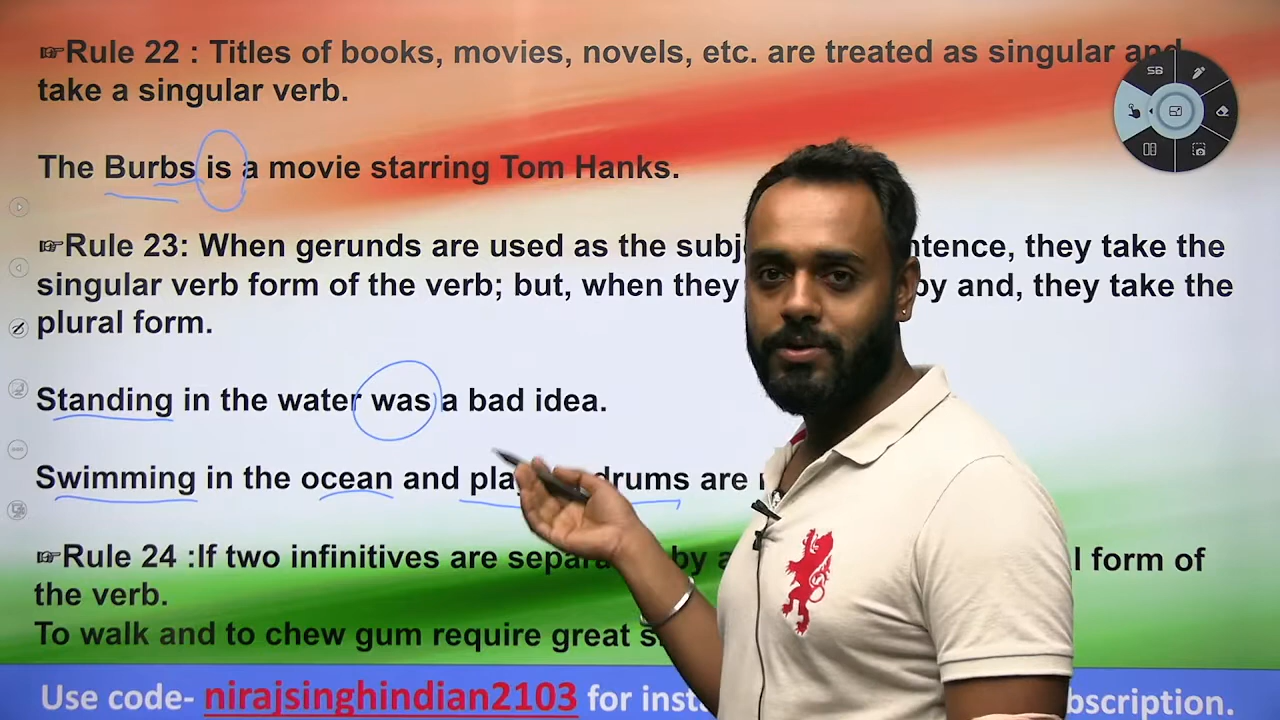 ☞Rule 22 : Titles of books, movies, novels, etc. are treated as singular and
take a singular verb.
The Burbs is a movie starring Tom Hanks.
☞Rule 23: When gerunds are used as the they take the
singular verb form of the verb; but, when they by and, they take the
plural form.
Standing in the water was a bad idea.
Swimming in the ocean and drums are
☞Rule 24 :If two infinitives are by form of
the verb.
To walk and to chew gum require great
Use code- nirajsinghindian2103 for
SB